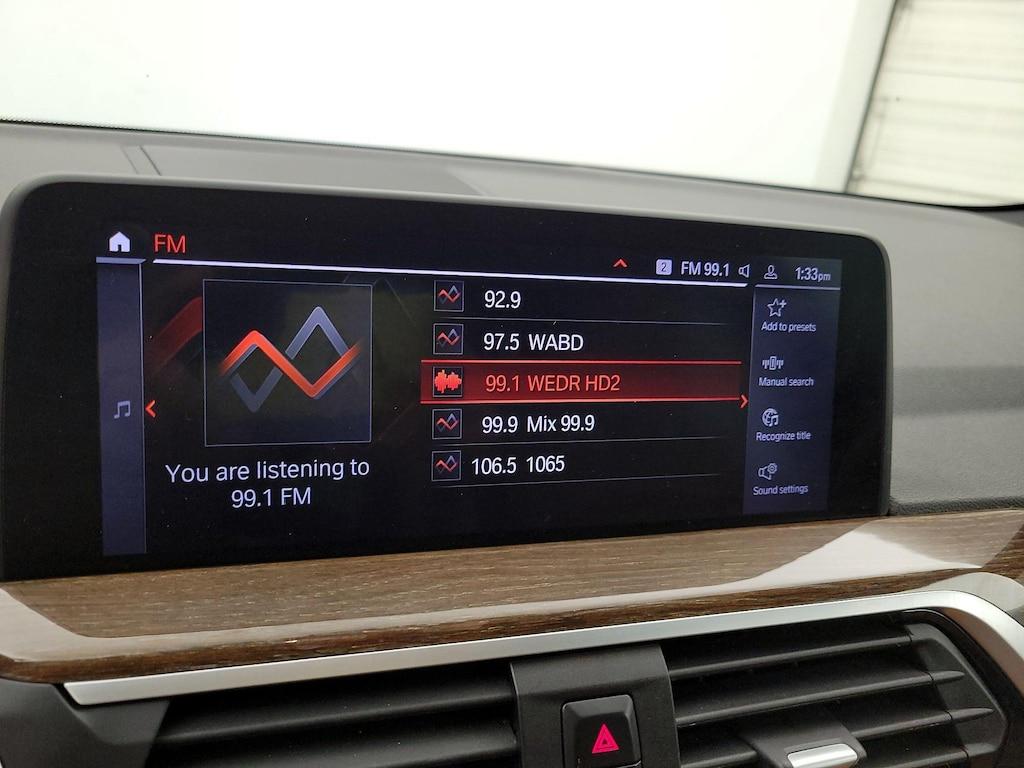 FM
2 FM 99.1 1:33pm
92.9
97.5 WABD
99.1 WEDR HD2
99.9 Mix 99.9
106.5 1065
You are listening to
99.1 FM
Add to presets
Manual search
Recognize title
Sound settings